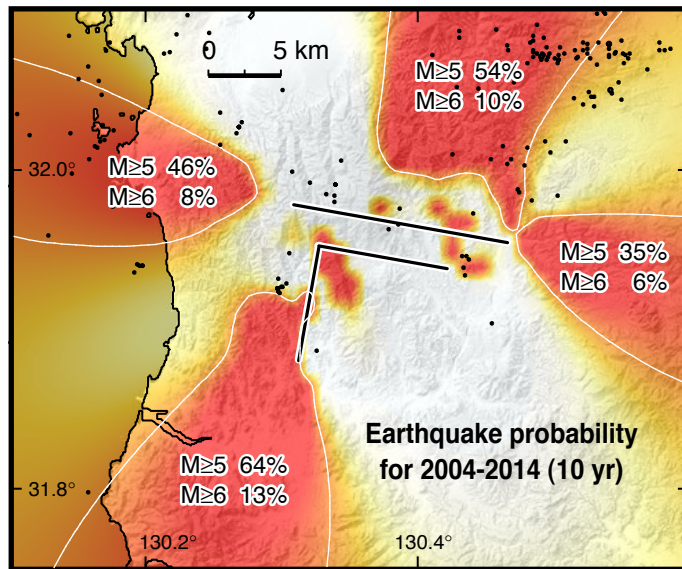 0 5 km
M≥5 54%
M≥6 10%
32.0°
M≥5 46%
M≥6 8%
M≥5 35%
M≥6 6%
Earthquake probability
for 2004-2014 (10 yr)
M≥5 64%
M≥6 13%
31.8°
130.2°
130.4°